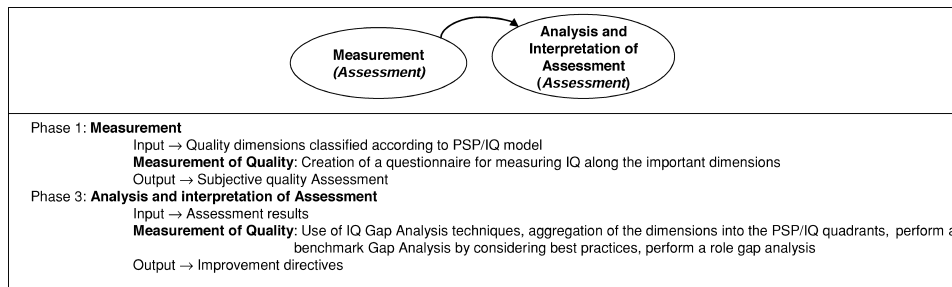 Measurement
(Assessment)
Analysis and
Interpretation of
Assessment
(Assessment)
Phase 1: Measurement
Input → Quality dimensions classified according to PSP/IQ model
Measurement of Quality: Creation of a questionnaire for measuring IQ along the important dimensions
Output → Subjective quality Assessment
Phase 3: Analysis and interpretation of Assessment
Input → Assessment results
Measurement of Quality: Use of IQ Gap Analysis techniques, aggregation of the dimensions into the PSP/IQ quadrants, perform a
benchmark Gap Analysis by considering best practices, perform a role gap analysis
Output → Improvement directives